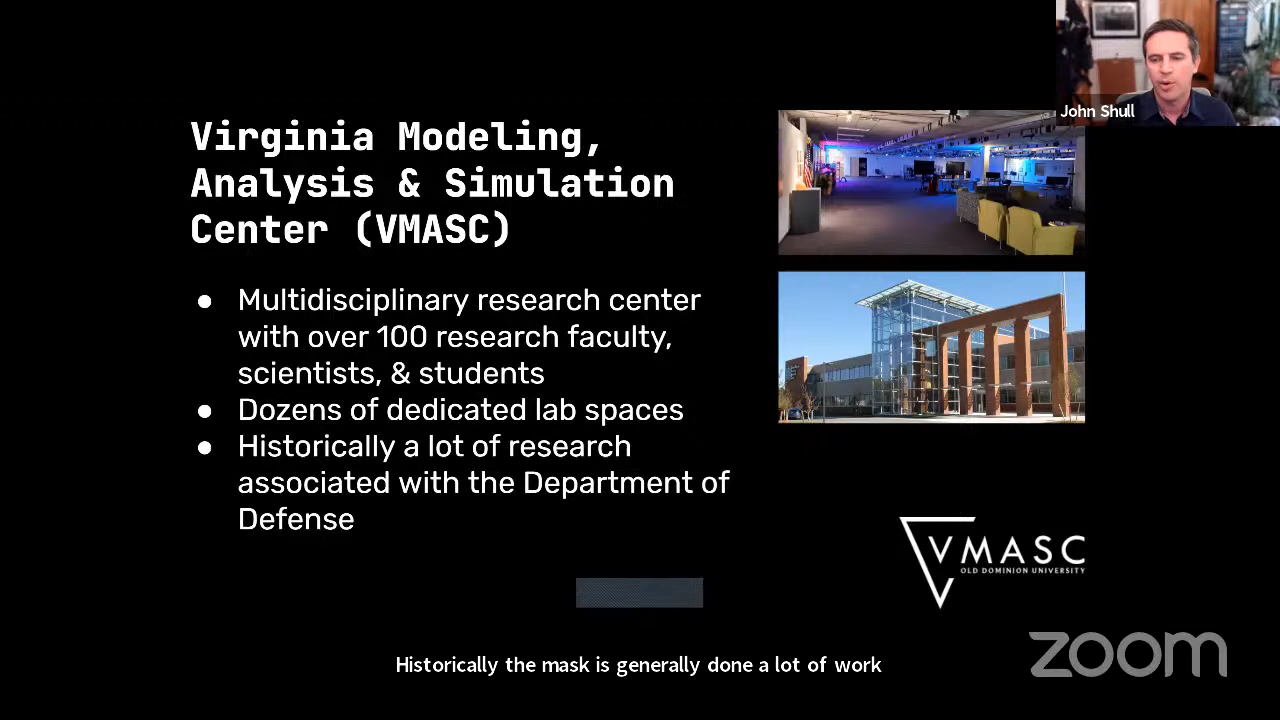 John Shull
Virginia Modeling,
Analysis & Simulation
Center (VMASC)
● Multidisciplinary research center
with over 100 research faculty,
scientists, & students
● Dozens of dedicated lab spaces
● Historically a lot of research
associated with the Department of
Defense
VMASC
OLD DOMINION UNIVERSITY
zoom
Historically the mask is generally done a lot of work